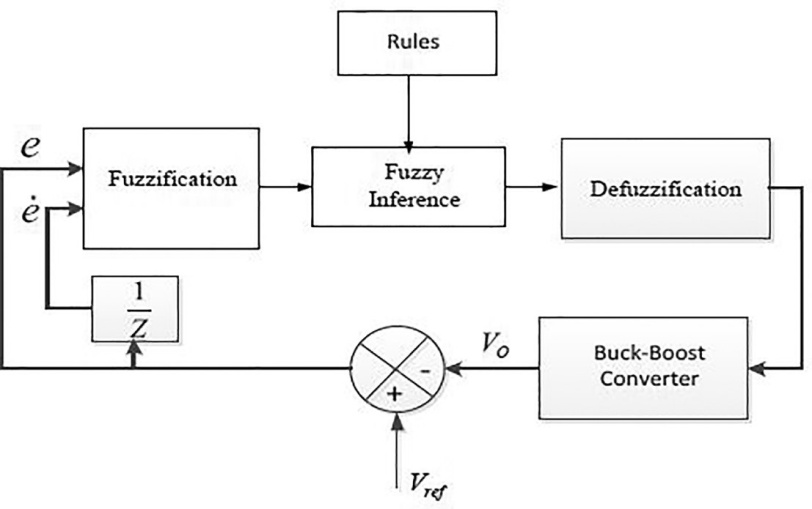 Rules
e
Fuzzification
ė
Fuzzy
Inference
Defuzzification
1
Z
Vo
-
+
Buck-Boost
Converter
Vref